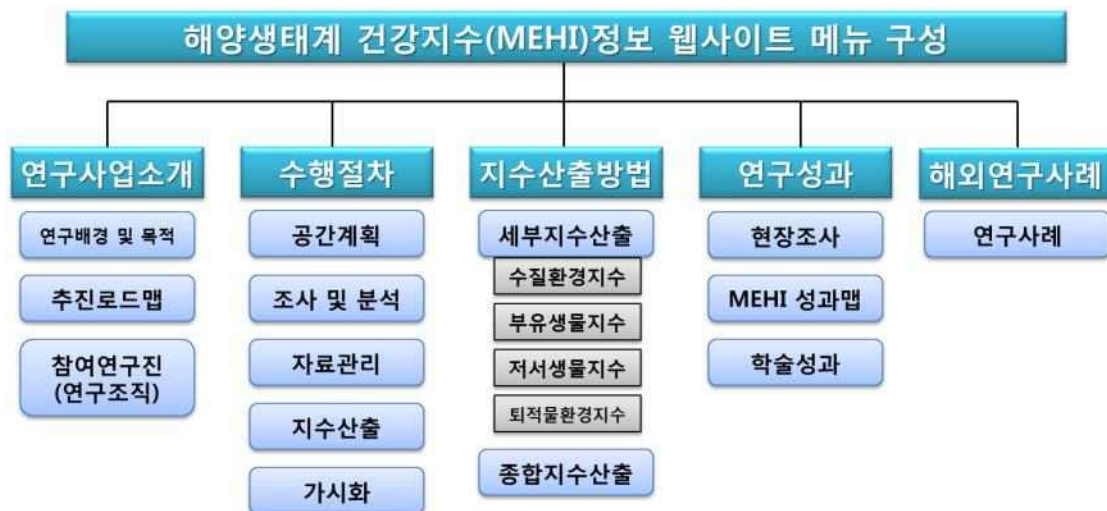 해양생태계 건강지수(MEHI)정보 웹사이트 메뉴 구성
연구사업소개
연구배경 및 목적
추진로드맵
참여연구진
(연구조직)
수행절차
공간계획
조사 및 분석
자료관리
지수산출
가시화
지수산출방법
세부지수산출
수질환경지수
부유생물지수
저서생물지수
퇴적물환경지수
종합지수산출
연구성과
현장조사
MEHI 성과맵
학술성과
해외연구사례
연구사례